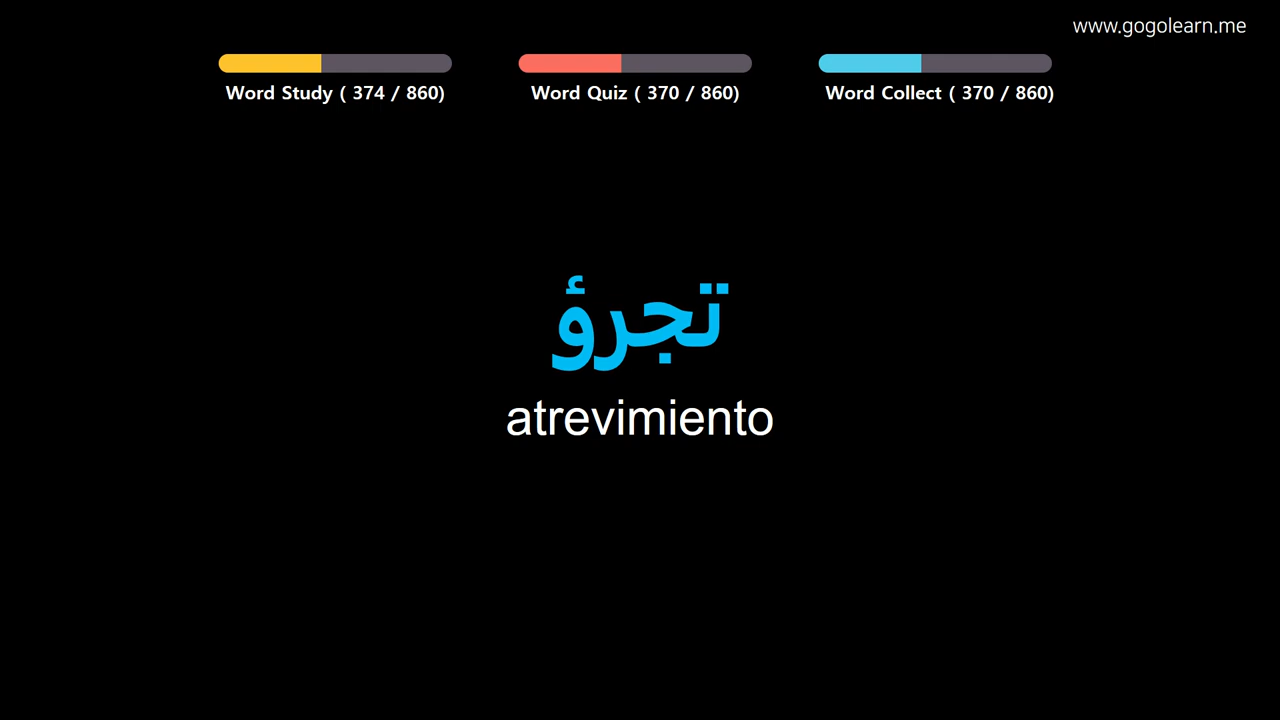 www.gogolearn.me
Word Study ( 374 / 860)
Word Quiz ( 370 / 860)
Word Collect ( 370 / 860)
تجرؤ
atrevimiento